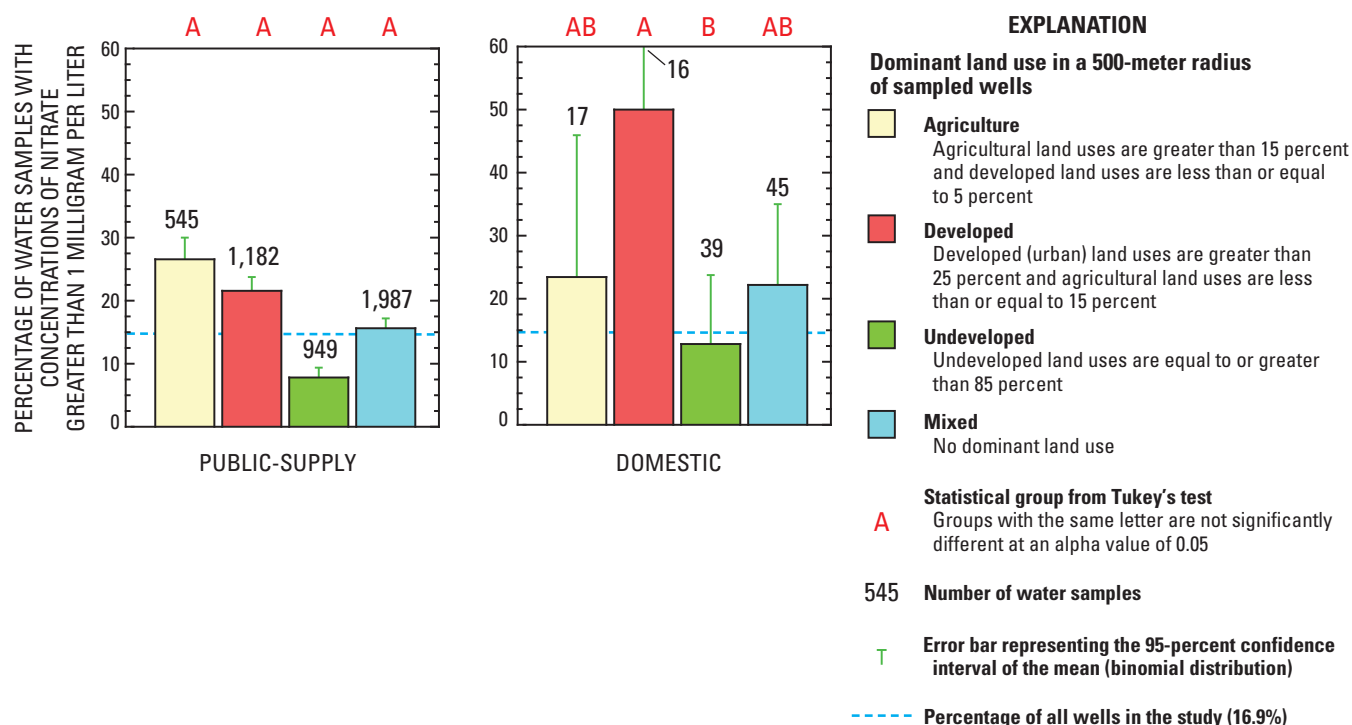 A A A A
PERCENTAGE OF WATER SAMPLES WITH
CONCENTRATIONS OF NITRATE
GREATER THAN 1 MILLIGRAM PER LITER
60
50
40
30
20
10
0
545
1,182
949
1,987
PUBLIC-SUPPLY
AB A B AB
60
50
40
30
20
10
0
17
16
39
45
DOMESTIC
EXPLANATION
Dominant land use in a 500-meter radius
of sampled wells
Agriculture
Agricultural land uses are greater than 15 percent
and developed land uses are less than or equal
to 5 percent
Developed
Developed (urban) land uses are greater than
25 percent and agricultural land uses are less
than or equal to 15 percent
Undeveloped
Undeveloped land uses are equal to or greater
than 85 percent
Mixed
No dominant land use
Statistical group from Tukey’s test
A Groups with the same letter are not significantly
different at an alpha value of 0.05
545 Number of water samples
Error bar representing the 95-percent confidence
interval of the mean (binomial distribution)
Percentage of all wells in the study (16.9%)